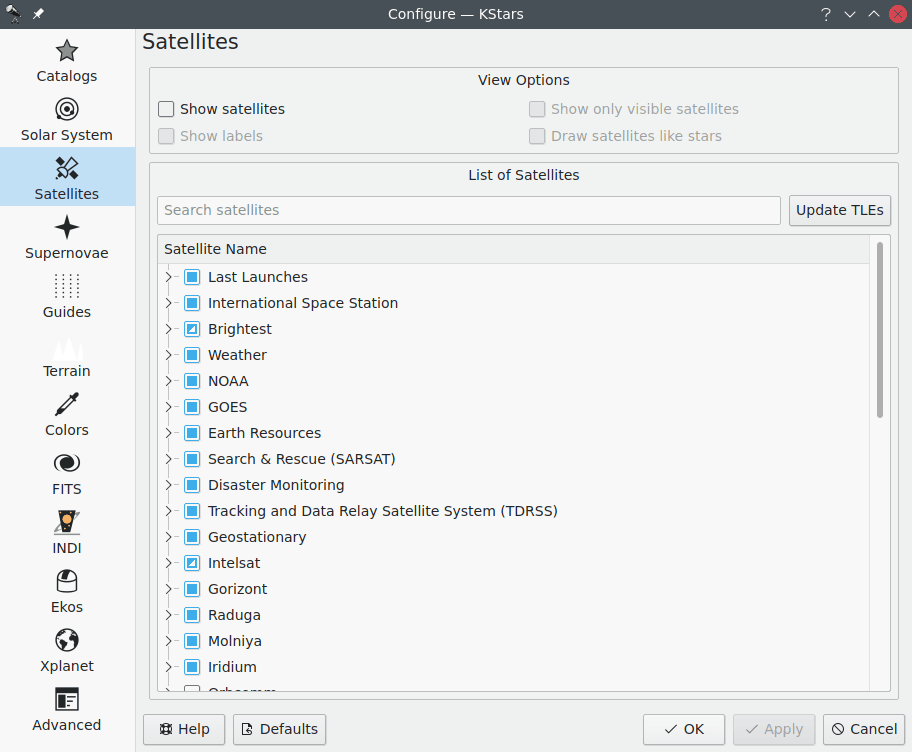 Configure — KStars
Catalogs
Solar System
Satellites
Supernovae
Guides
Terrain
Colors
FITS
INDI
Ekos
Xplanet
Advanced
Satellites
View Options
Show satellites
Show only visible satellites
Show labels
Draw satellites like stars
List of Satellites
Search satellites
Update TLEs
Satellite Name
Last Launches
International Space Station
Brightest
Weather
NOAA
GOES
Earth Resources
Search & Rescue (SARSAT)
Disaster Monitoring
Tracking and Data Relay Satellite System (TDRSS)
Geostationary
Intelsat
Gorizont
Raduga
Molniya
Iridium
Help
Defaults
OK
Apply
Cancel